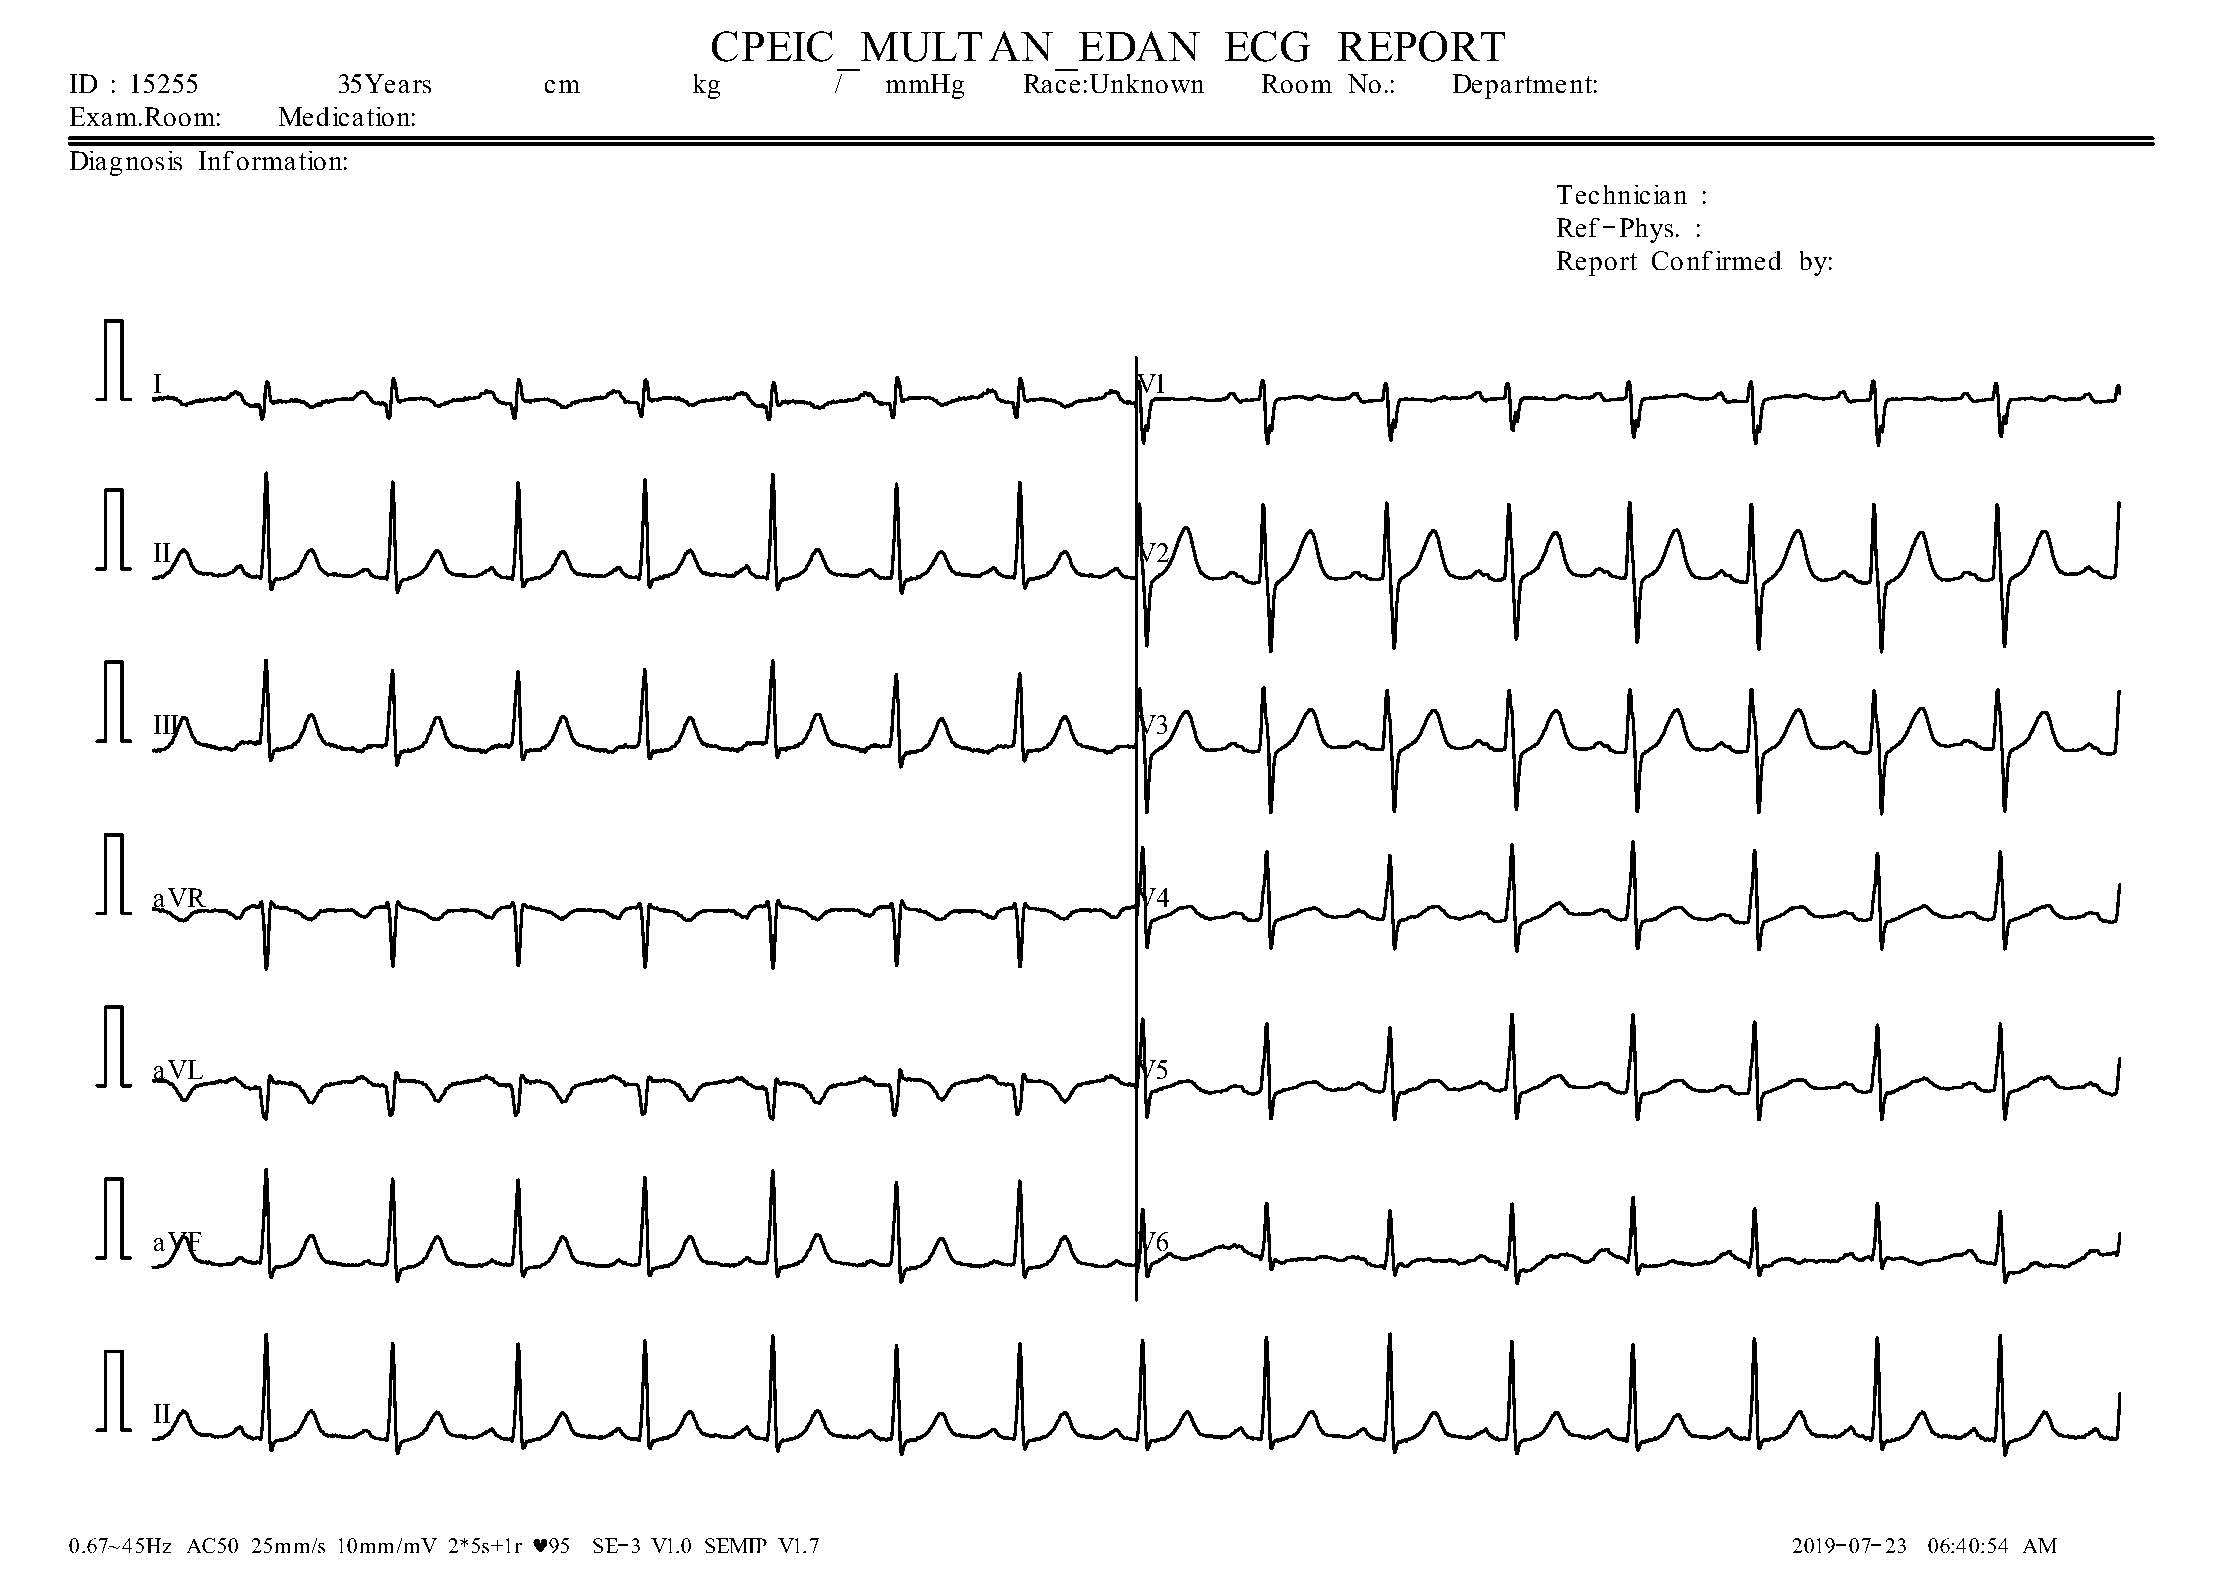 CPEIC_MULTAN_EDAN ECG REPORT
ID : 15255 35Years cm kg / mmHg Race:Unknown Room No.: Department:
Exam.Room: Medication:
Diagnosis Information:
Technician :
Ref-Phys. :
Report Confirmed by:
I V1
II V2
III V3
aVR V4
aVL V5
aVF V6
II
0.67~45Hz AC50 25mm/s 10mm/mV 2*5s+1r ♥95 SE-3 V1.0 SEMIP V1.7 2019-07-23 06:40:54 AM